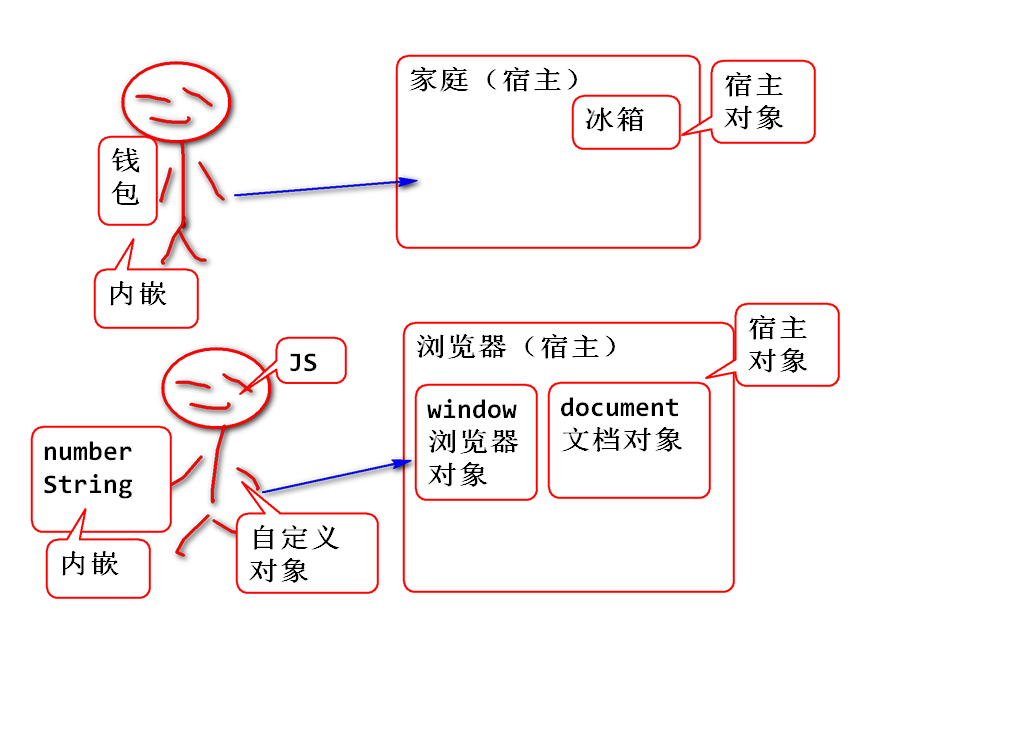 家庭（宿主）
宿主
对象
冰箱
钱
包
内嵌
JS
浏览器（宿主）
宿主
对象
window
浏览器
对象
document
文档对象
number
String
内嵌
自定义
对象